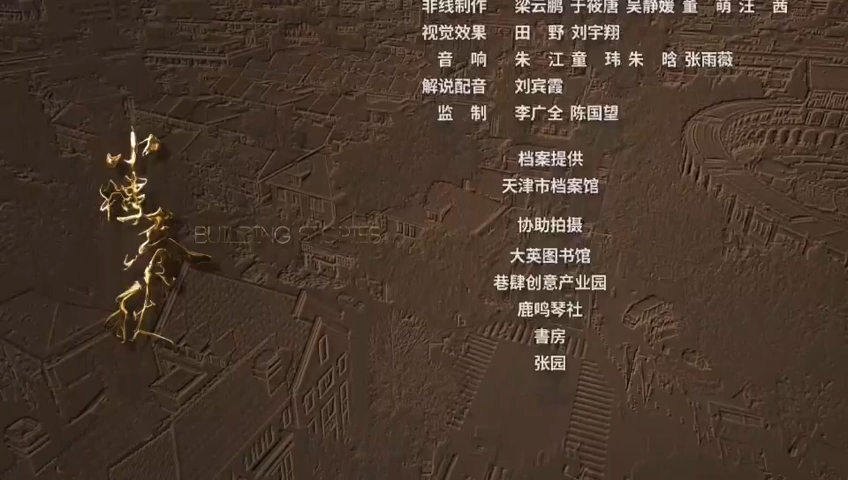 非线制作 梁云鹏 于筱唐 吴静媛 董 萌 汪 茜
视觉效果 田 野 刘宇翔
音 响 朱 江 童 玮 朱 晗 张雨薇
解说配音 刘宾霞
监 制 李广全 陈国望
档案提供
天津市档案馆
协助拍摄
大英图书馆
巷肆创意产业园
鹿鸣琴社
書房
张园
小楼春秋
BUILDING STORIES